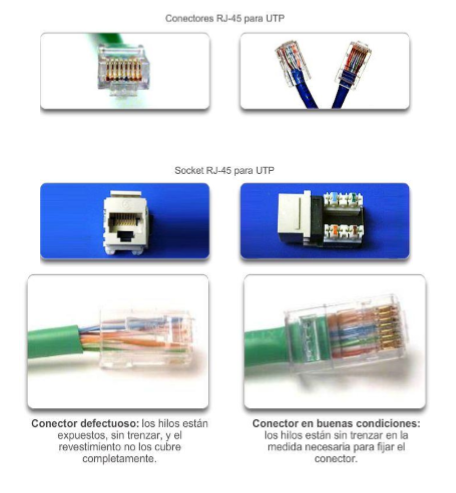 Conectores RJ-45 para UTP
Socket RJ-45 para UTP
Conector defectuoso: los hilos están
expuestos, sin trenzar, y el
revestimiento no los cubre
completamente.
Conector en buenas condiciones:
los hilos están sin trenzar en la
medida necesaria para fijar el
conector.